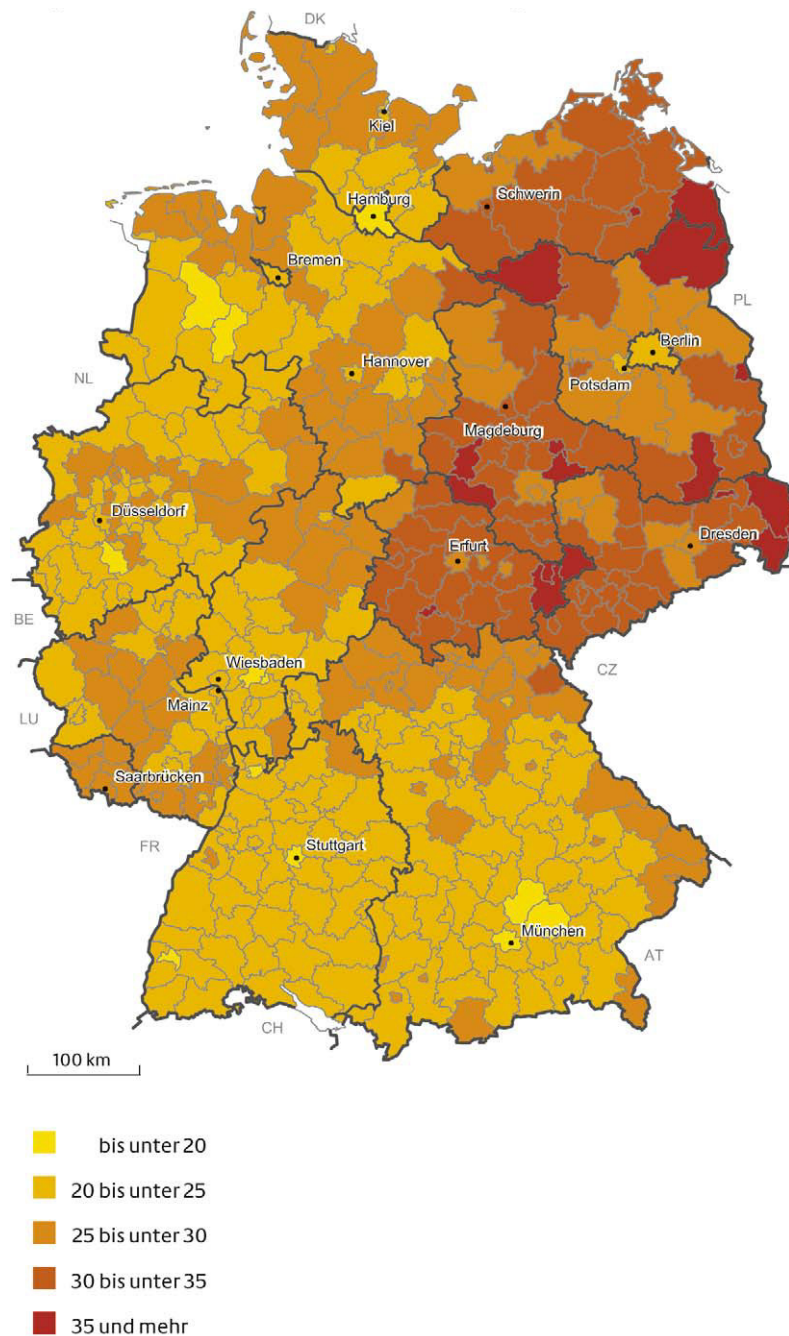 DK
Kiel
Hamburg
Schwerin
Bremen
PL
Berlin
NL
Hannover
Potsdam
Magdeburg
Düsseldorf
Dresden
Erfurt
BE
Wiesbaden
CZ
Mainz
LU
Saarbrücken
FR
Stuttgart
München
AT
CH
100 km
bis unter 20
20 bis unter 25
25 bis unter 30
30 bis unter 35
35 und mehr